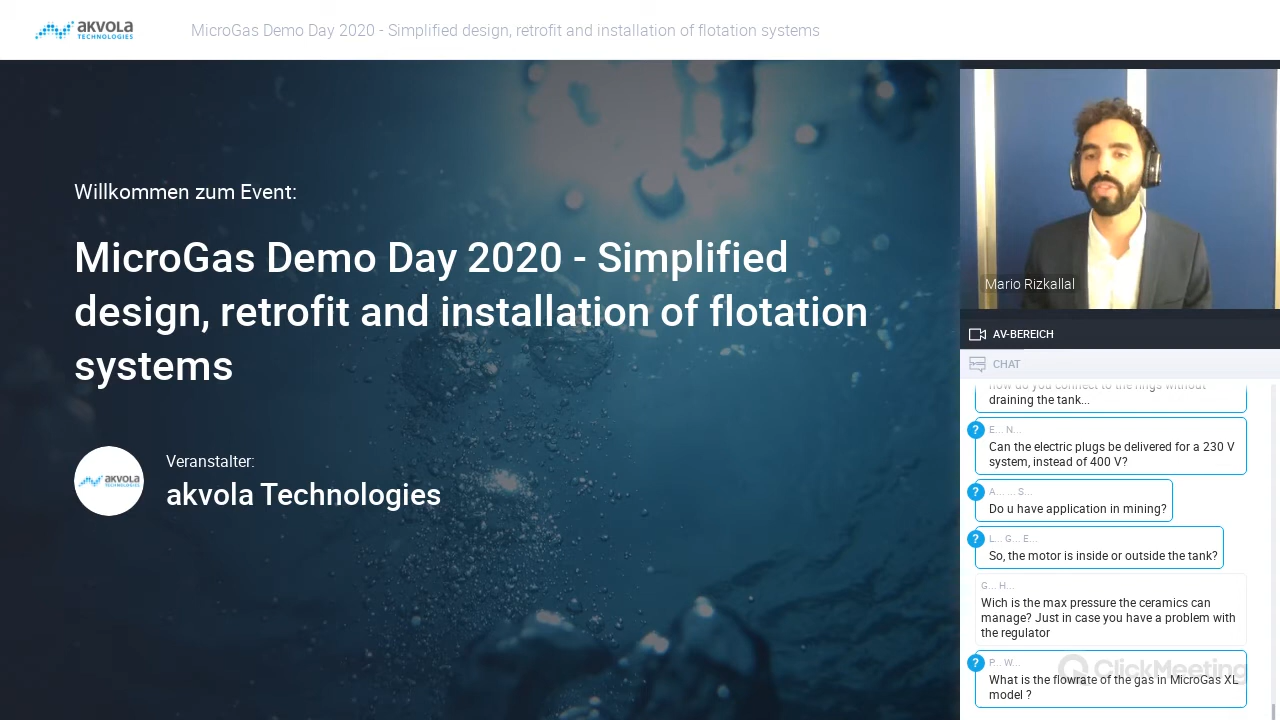 akvola
TECHNOLOGIES
MicroGas Demo Day 2020 - Simplified design, retrofit and installation of flotation systems
Willkommen zum Event:
MicroGas Demo Day 2020 - Simplified
design, retrofit and installation of flotation
systems
akvola
TECHNOLOGIES
Veranstalter:
akvola Technologies
Mario Rizkallal
AV-BEREICH
CHAT
how do you connect to the rings without
draining the tank...
E... N...
Can the electric plugs be delivered for a 230 V
system, instead of 400 V?
A... ... S...
Do u have application in mining?
L... G... E...
So, the motor is inside or outside the tank?
G... H...
Wich is the max pressure the ceramics can
manage? Just in case you have a problem with
the regulator
P... W...
ClickMeeting
What is the flowrate of the gas in MicroGas XL
model ?